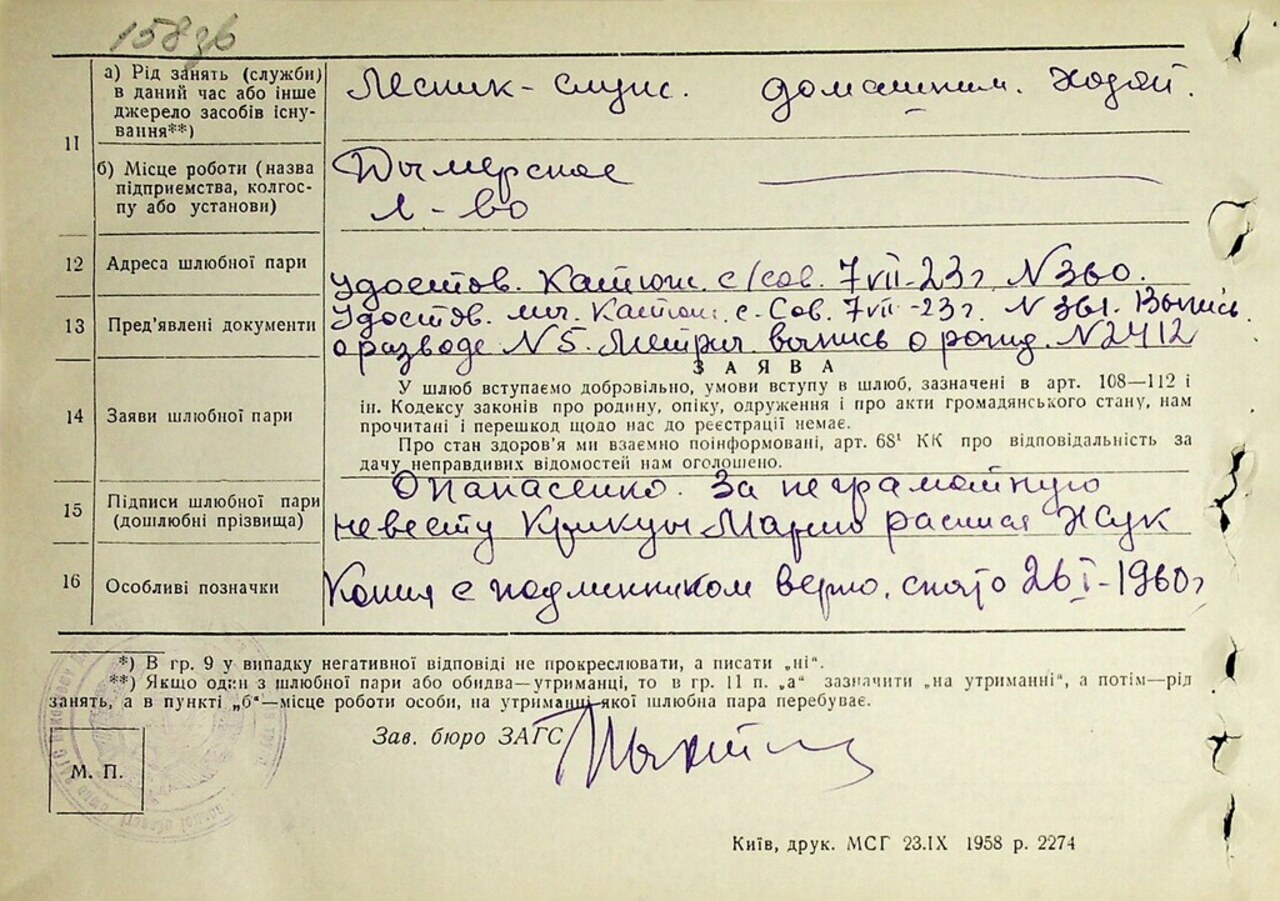 158зв
11
а) Рід занять (служби) в даний час або інше джерело засобів існування**)
Лесник - служ. домашним. хозяй.
б) Місце роботи (назва підприємства, колгоспу або установи)
Дымерское
л-во
12 Адреса шлюбної пари
Удостов. Катюж. с/сов. 7 VII-23 г. N 360.
13 Пред'явлені документи
Удостов. Катюж. с. Сов. 7 VII-23 г. N 361. Выпись
о разводе N 5. Метрич. выпись о рожд. N 2412
14 Заяви шлюбної пари
ЗАЯВА
У шлюб вступаємо добровільно, умови вступу в шлюб, зазначені в арт. 108—112 і
ін. Кодексу законів про родину, опіку, одруження і про акти громадянського стану, нам
прочитані і перешкод щодо нас до реєстрації немає.
Про стан здоров'я ми взаємно поінформовані, арт. 68¹ КК про відповідальність за
дачу неправдивих відомостей нам оголошено.
15 Підписи шлюбної пари (дошлюбні прізвища)
Опанасенко. За неграмотную
невесту Марию Жук
16 Особливі позначки
Копия с подлинником верно. снято 26 I-1960 г
*) В гр. 9 у випадку негативної відповіді не прокреслювати, а писати „ні“.
**) Якщо один з шлюбної пари або обидва—утриманці, то в гр. 11 п. „а“ зазначити „на утриманні“, а потім—рід
занять, а в пункті „б“—місце роботи особи, на утриманні якої шлюбна пара перебуває.
Зав. бюро ЗАГС
М. П.
Київ, друк. МСГ 23.IX 1958 р. 2274